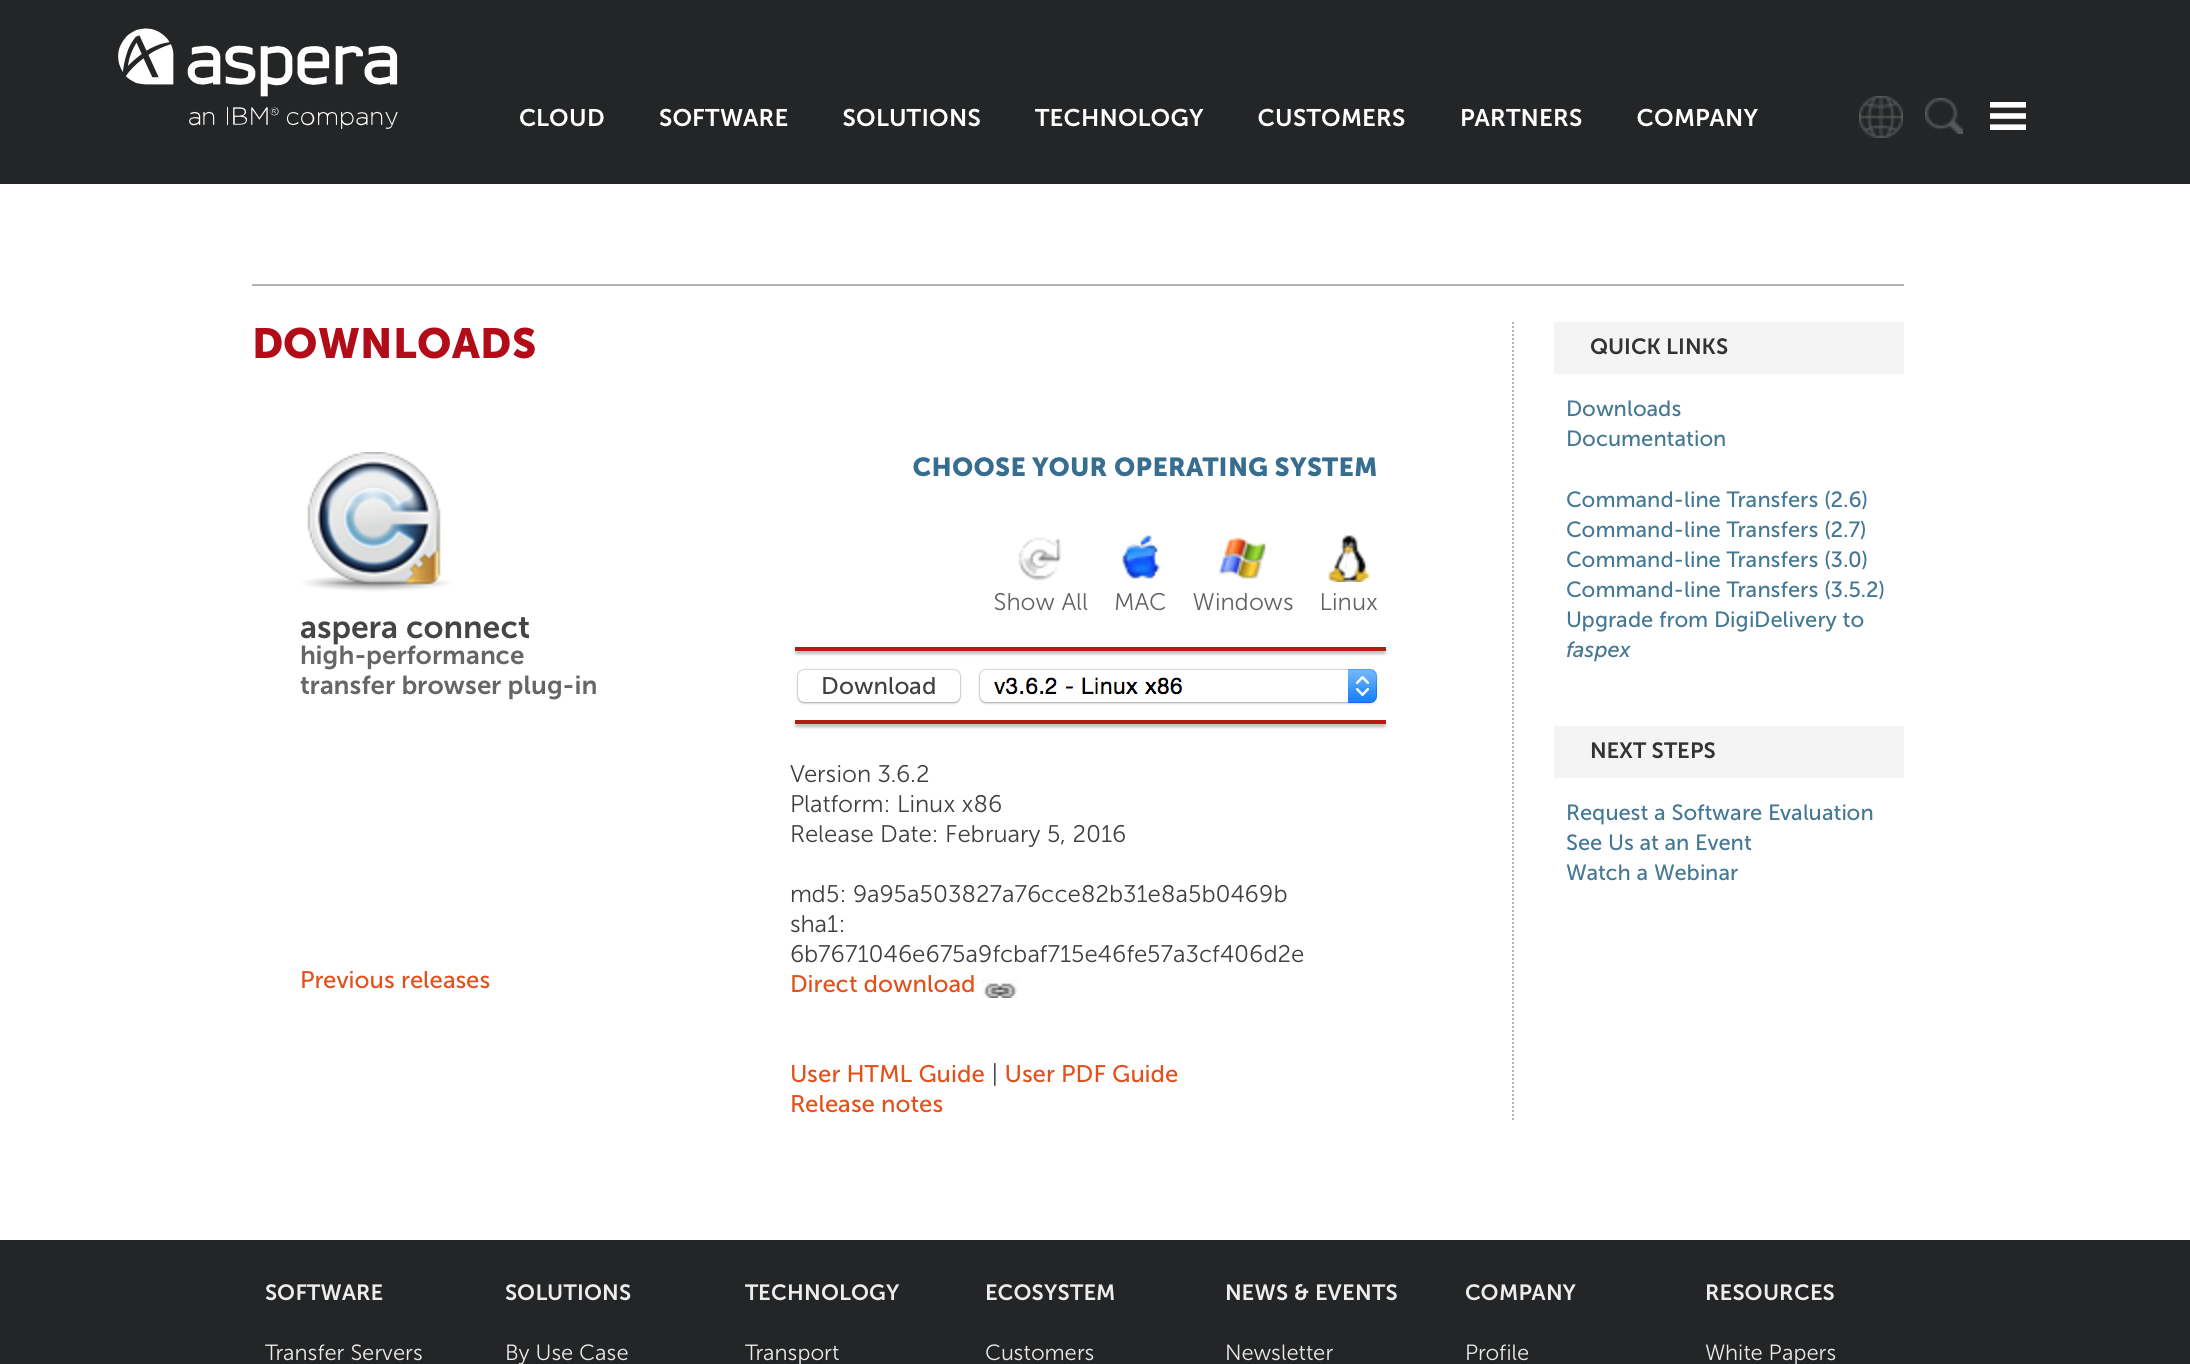 aspera
an IBM® company
CLOUD SOFTWARE SOLUTIONS TECHNOLOGY CUSTOMERS PARTNERS COMPANY
DOWNLOADS
aspera connect
high-performance
transfer browser plug-in
Previous releases
CHOOSE YOUR OPERATING SYSTEM
Show All MAC Windows Linux
Download v3.6.2 - Linux x86
Version 3.6.2
Platform: Linux x86
Release Date: February 5, 2016
md5: 9a95a503827a76cce82b31e8a5b0469b
sha1:
6b7671046e675a9fcbaf715e46fe57a3cf406d2e
Direct download
User HTML Guide | User PDF Guide
Release notes
QUICK LINKS
Downloads
Documentation
Command-line Transfers (2.6)
Command-line Transfers (2.7)
Command-line Transfers (3.0)
Command-line Transfers (3.5.2)
Upgrade from DigiDelivery to
faspex
NEXT STEPS
Request a Software Evaluation
See Us at an Event
Watch a Webinar
SOFTWARE SOLUTIONS TECHNOLOGY ECOSYSTEM NEWS & EVENTS COMPANY RESOURCES
Transfer Servers By Use Case Transport Customers Newsletter Profile White Papers